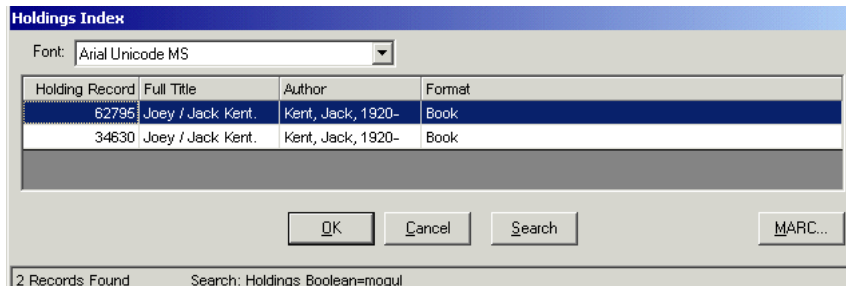 Holdings Index
Font: Arial Unicode MS
Holding Record Full Title Author Format
62795 Joey / Jack Kent. Kent, Jack, 1920- Book
34630 Joey / Jack Kent. Kent, Jack, 1920- Book
OK Cancel Search MARC...
2 Records Found Search: Holdings Boolean=mogul